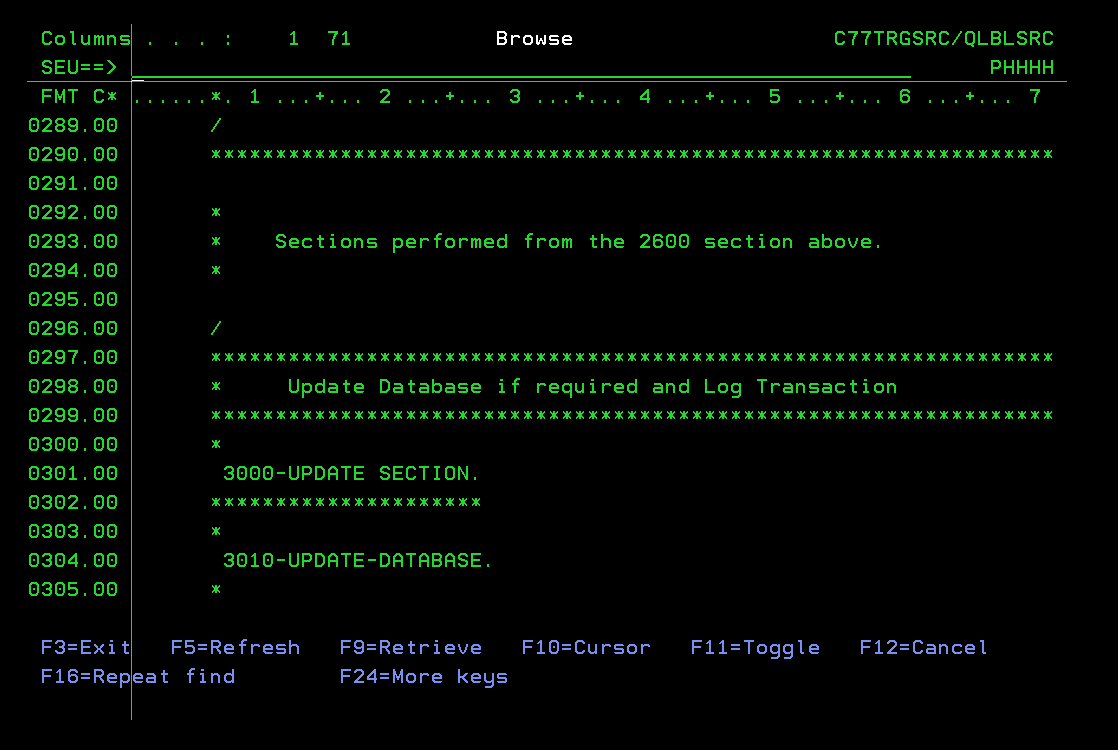 Columns . . . :    1  71           Browse                    C77TRGSRC/QLBLSRC
SEU==>                                                                   PHHHH
FMT C* ......*. 1 ...+... 2 ...+... 3 ...+... 4 ...+... 5 ...+... 6 ...+... 7
0289.00       /
0290.00       *****************************************************************
0291.00
0292.00       *
0293.00       *    Sections performed from the 2600 section above.
0294.00       *
0295.00
0296.00       /
0297.00       *****************************************************************
0298.00       *     Update Database if required and Log Transaction
0299.00       *****************************************************************
0300.00       *
0301.00        3000-UPDATE SECTION.
0302.00       *********************
0303.00       *
0304.00        3010-UPDATE-DATABASE.
0305.00       *
F3=Exit   F5=Refresh   F9=Retrieve   F10=Cursor   F11=Toggle   F12=Cancel
F16=Repeat find        F24=More keys